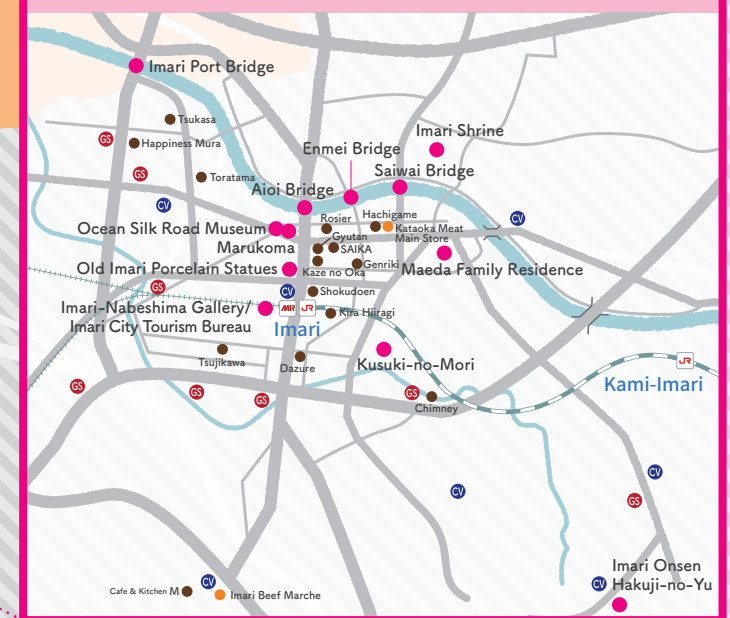 Imari Port Bridge
Tsukasa
GS
Happiness Mura
Imari Shrine
Enmei Bridge
GS
Toratama
Saiwai Bridge
Aioi Bridge
CV
Hachigame
CV
Rosier
Ocean Silk Road Museum
Kataoka Meat
Main Store
Gyutan
Marukoma
SAIKA
Genriki
Old Imari Porcelain Statues
Kaze no Oka
Maeda Family Residence
GS
CV
Shokudoen
Imari-Nabeshima Gallery/
Imari City Tourism Bureau
MR
JR
Kira Hiiragi
Imari
Tsujikawa
Dazure
Kusuki-no-Mori
JR
Kami-Imari
GS
GS
GS
GS
Chimney
CV
CV
GS
Imari Onsen
CV
Hakuji-no-Yu
CV
Cafe & Kitchen M
Imari Beef Marche